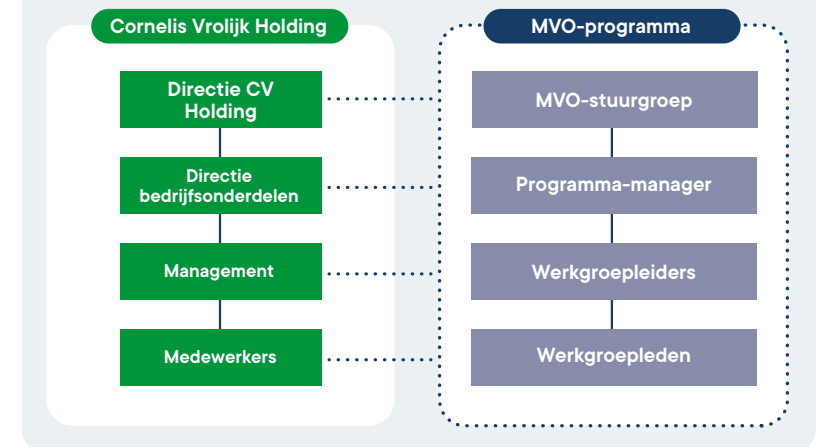 Cornelis Vrolijk Holding
MVO-programma
Directie CV
Holding
MVO-stuurgroep
Directie
bedrijfsonderdelen
Programma-manager
Management
Werkgroepleiders
Medewerkers
Werkgroepleden